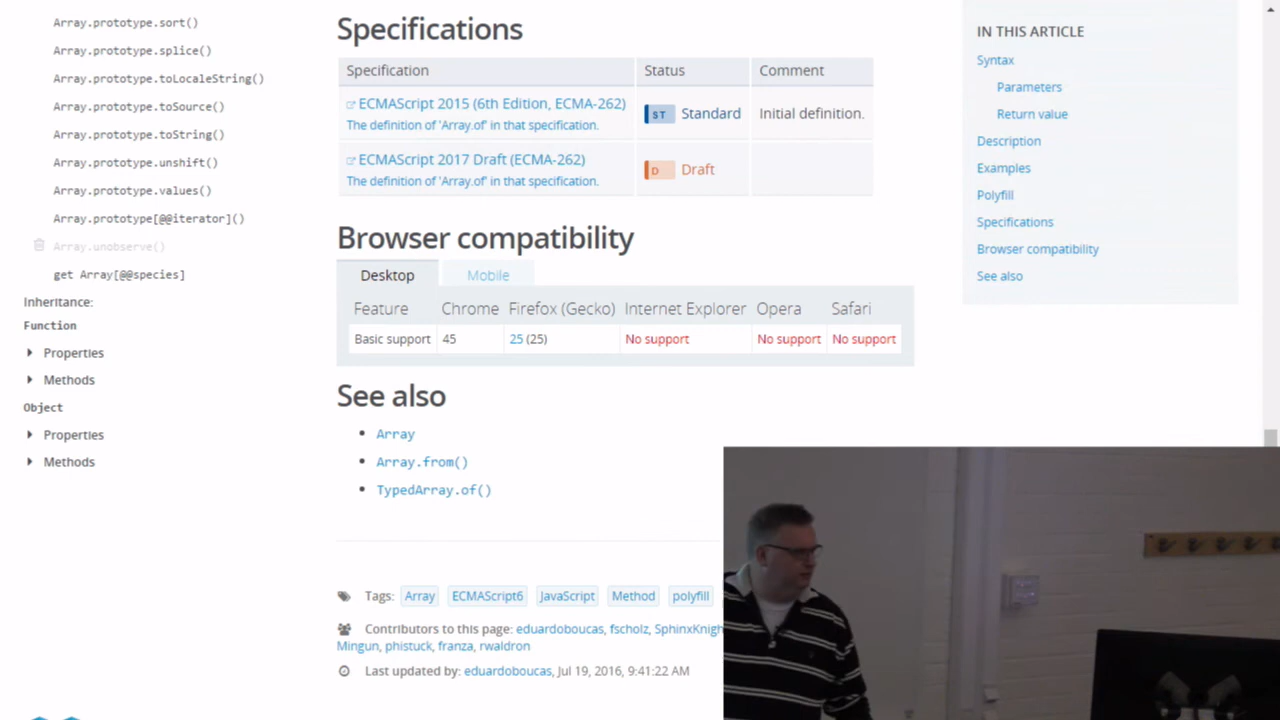 Array.prototype.sort()
Array.prototype.splice()
Array.prototype.toLocaleString()
Array.prototype.toSource()
Array.prototype.toString()
Array.prototype.unshift()
Array.prototype.values()
Array.prototype[@@iterator]()
Array.unobserve()
get Array[@@species]
Inheritance:
Function
Properties
Methods
Object
Properties
Methods
Specifications
Specification Status Comment
ECMAScript 2015 (6th Edition, ECMA-262)
The definition of 'Array.of' in that specification.
ST Standard
Initial definition.
ECMAScript 2017 Draft (ECMA-262)
The definition of 'Array.of' in that specification.
D Draft
Browser compatibility
Desktop Mobile
Feature Chrome Firefox (Gecko) Internet Explorer Opera Safari
Basic support 45 25 (25) No support No support No support
See also
Array
Array.from()
TypedArray.of()
Tags: Array ECMAScript6 JavaScript Method polyfill
Contributors to this page: eduardoboucas, fscholz, SphinxKnigh
Mingun, phistuck, franza, rwaldron
Last updated by: eduardoboucas, Jul 19, 2016, 9:41:22 AM
IN THIS ARTICLE
Syntax
Parameters
Return value
Description
Examples
Polyfill
Specifications
Browser compatibility
See also